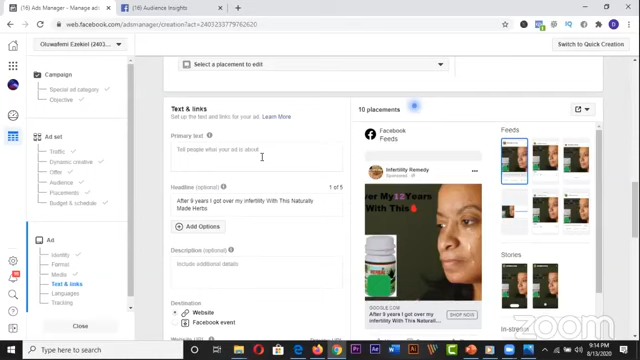 (1) Ads Manager - Manage ads
(6) Audience Insights
web.facebook.com/adsmanager/creation?act=2403233779762620
Oluwafemi Ezekiel (2403...
Switch to Quick Creation
Campaign
Special ad category
Objective
Ad set
Traffic
Dynamic creative
Offer
Audience
Placements
Budget & schedule
Ad
Identity
Format
Media
Text & links
Languages
Tracking
Close
Select a placement to edit
Text & links
Set up the text and links for your ad. Learn More
Primary text
Tell people what your ad is about
Headline (optional)
1 of 5
After 9 years I got over my infertility With This Naturally
Made Herbs
Add Options
Description (optional)
Include additional details
Destination
Website
Facebook event
10 placements
Facebook
Feeds
Infertility Remedy
Sponsored
How Over My 12 Years
With This
GOOGLE.COM
After 9 years I got over my
infertility With This Natural...
SHOP NOW
Feeds
Stories
In-stream
zoom
LIVE
Type here to search
9:14 PM
8/13/2020